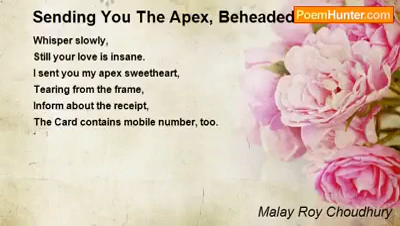 Sending You The Apex, Beheaded
PoemHunter.com
Whisper slowly,
Still your love is insane.
I sent you my apex sweetheart,
Tearing from the frame,
Inform about the receipt,
The Card contains mobile number, too.
Malay Roy Choudhury